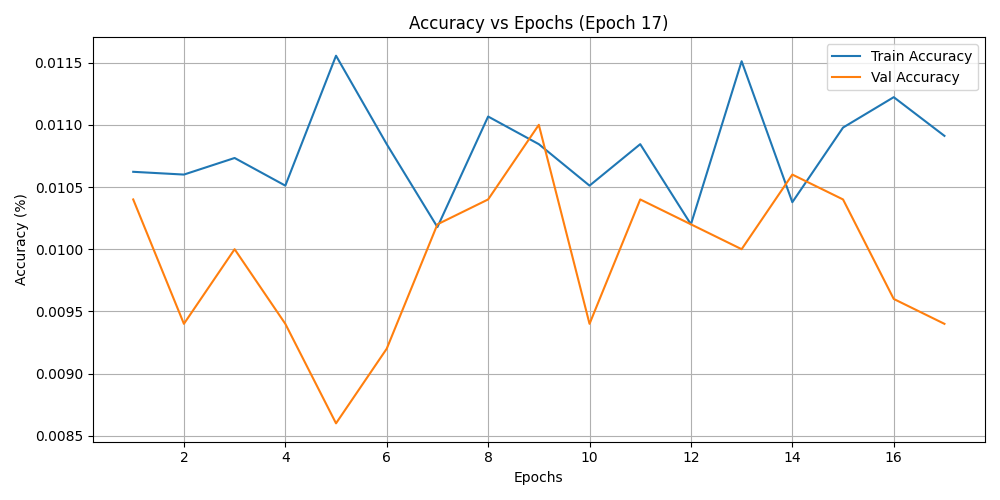 Accuracy vs Epochs (Epoch 17)
Train Accuracy
Val Accuracy
Accuracy (%)
0.0115
0.0110
0.0105
0.0100
0.0095
0.0090
0.0085
2 4 6 8 10 12 14 16
Epochs